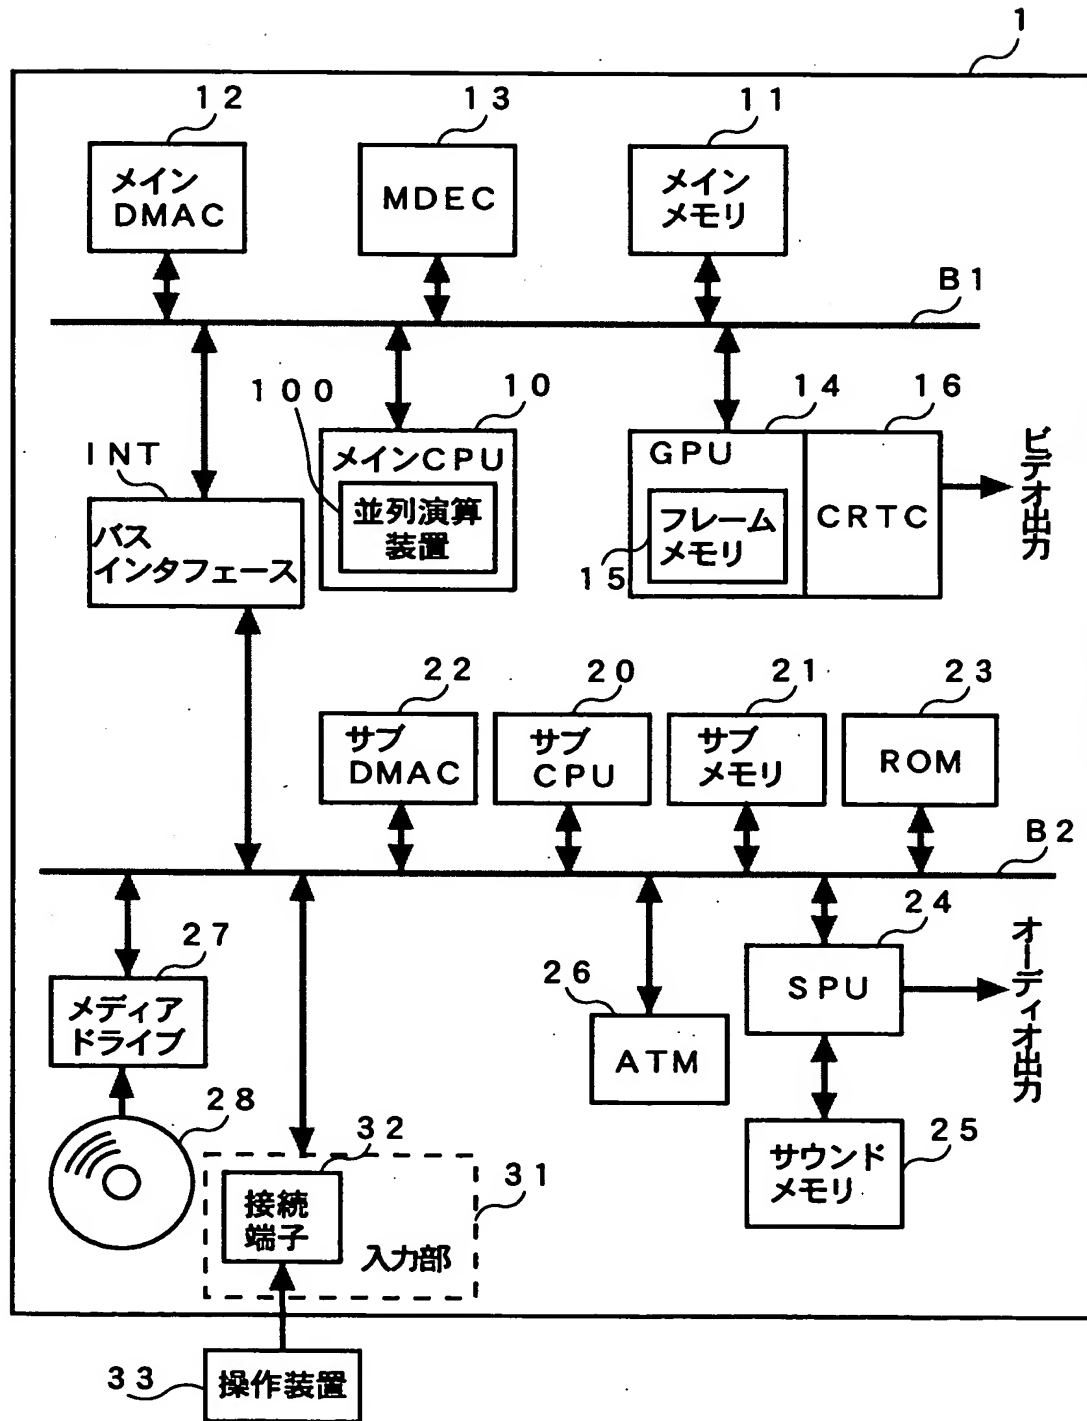 1
12
13
11
メイン
DMAC
MDEC
メイン
メモリ
B1
100
10
14
16
INT
メインCPU
並列演算
装置
GPU
フレーム
メモリ
15
CRTC
ビデオ出力
バス
インタフェース
22
20
21
23
サブ
DMAC
サブ
CPU
サブ
メモリ
ROM
B2
27
メディア
ドライブ
26
ATM
24
SPU
オーディオ出力
28
32
31
接続
端子
入力部
25
サウンド
メモリ
33
操作装置